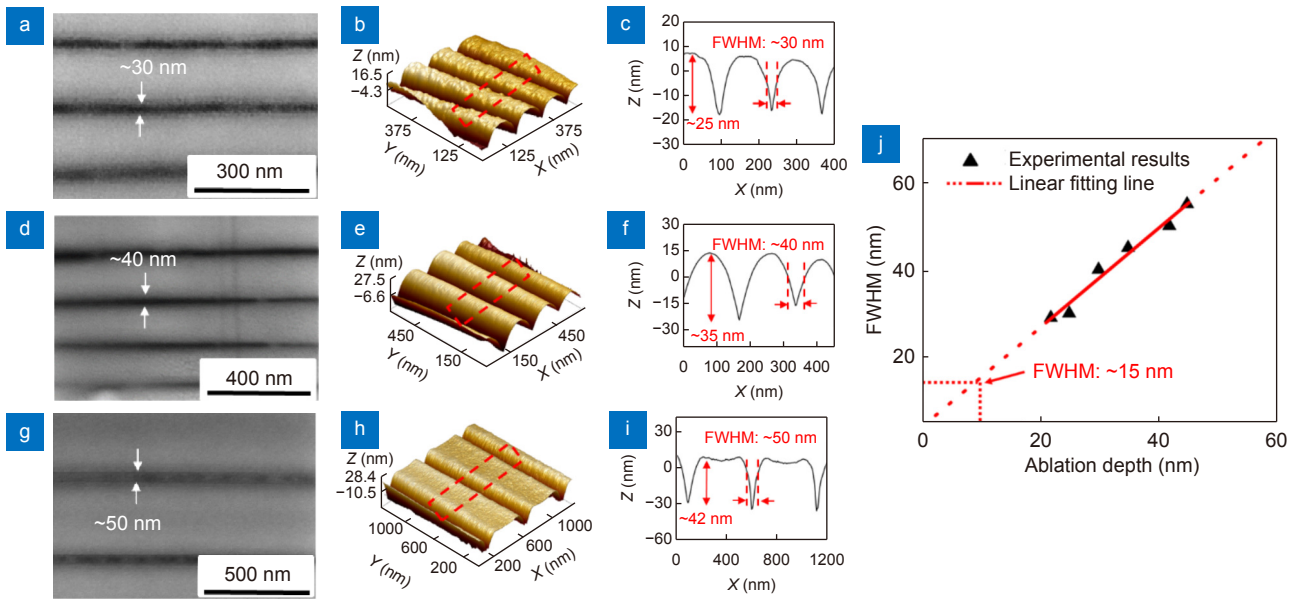 a
~30 nm
300 nm
b
Z (nm)
16.5
−4.3
375
125
Y (nm)
125
375
X (nm)
c
FWHM: ~30 nm
~25 nm
20
10
0
−10
−20
−30
Z (nm)
0 100 200 300 400
X (nm)
d
~40 nm
400 nm
e
Z (nm)
27.5
−6.6
450
150
Y (nm)
150
450
X (nm)
f
FWHM: ~40 nm
~35 nm
30
15
0
−15
−30
Z (nm)
0 100 200 300 400
X (nm)
g
~50 nm
500 nm
h
Z (nm)
28.4
−10.5
1000
600
200
Y (nm)
200
600
1000
X (nm)
i
FWHM: ~50 nm
~42 nm
30
0
−30
−60
Z (nm)
0 400 800 1200
X (nm)
j
Experimental results
Linear fitting line
FWHM: ~15 nm
60
40
20
FWHM (nm)
0 20 40 60
Ablation depth (nm)